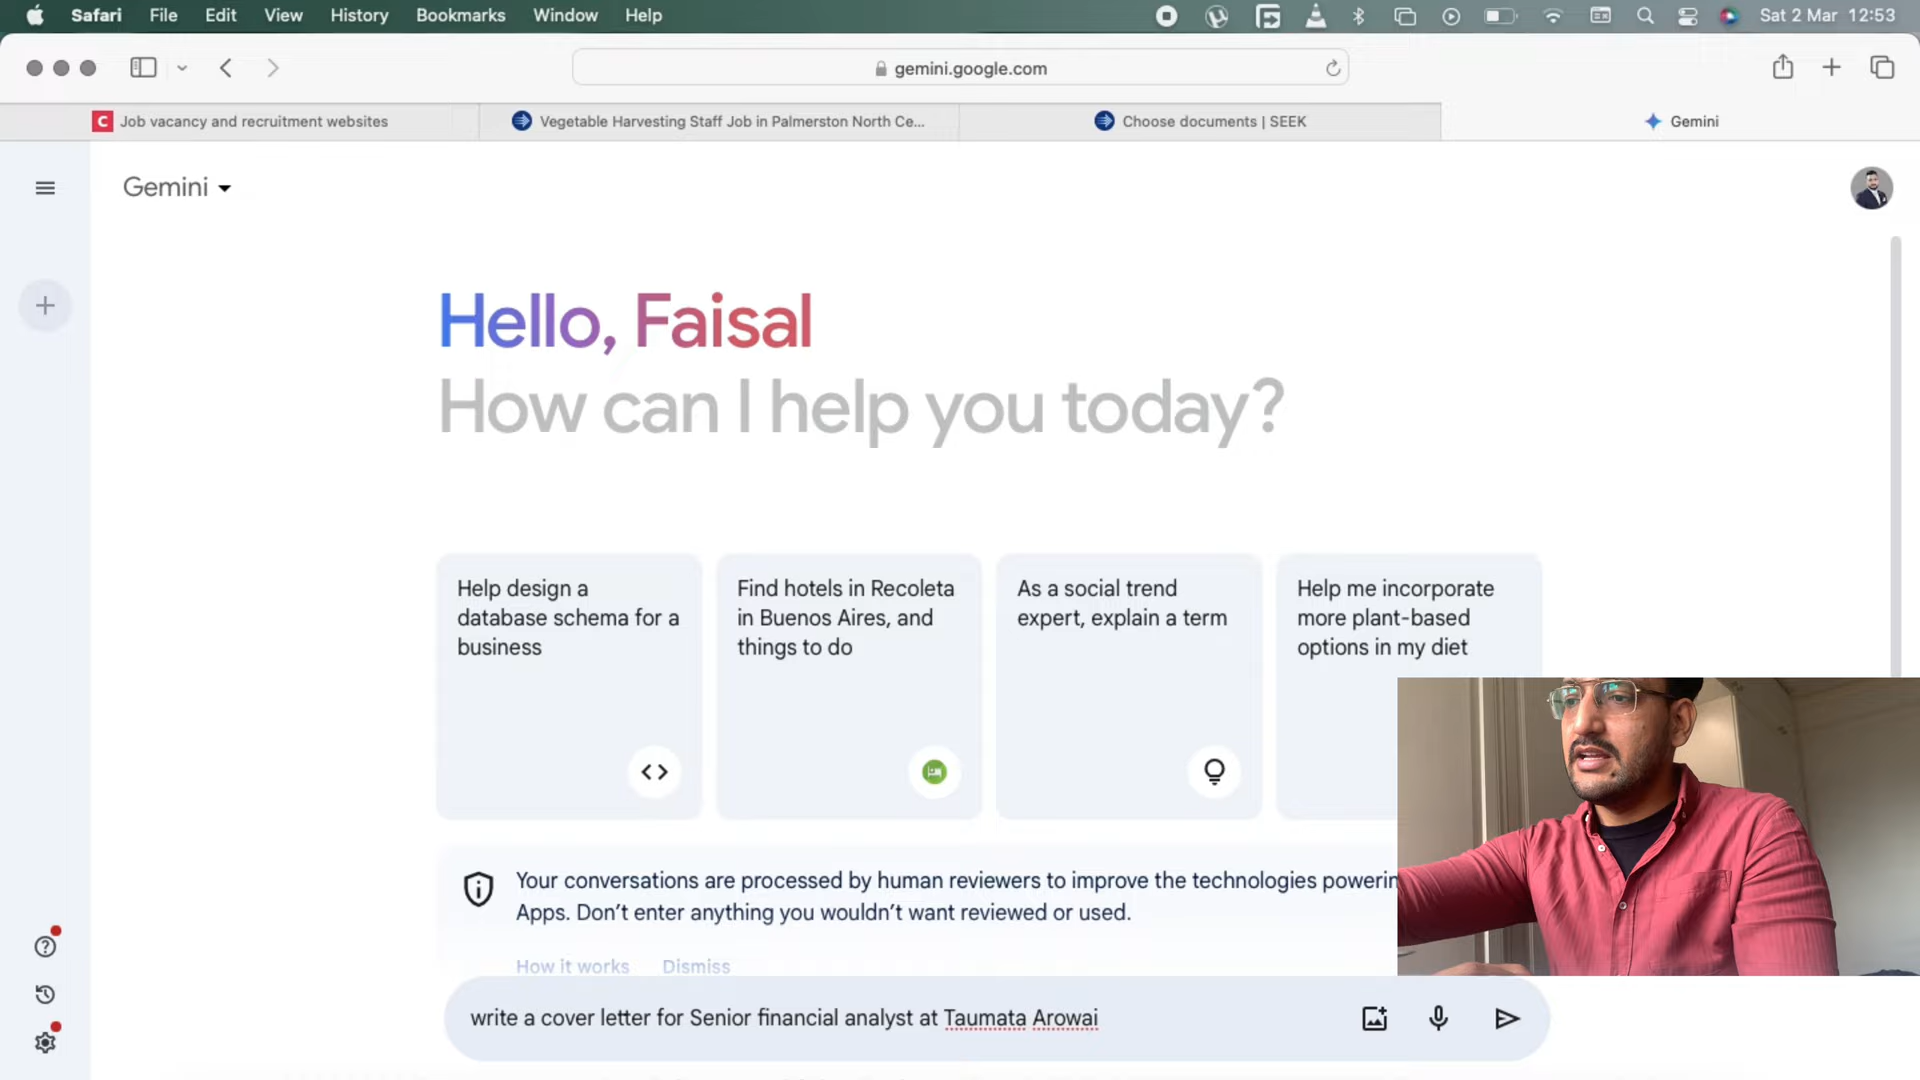 Safari File Edit View History Bookmarks Window Help Sat 2 Mar 12:53
gemini.google.com
C Job vacancy and recruitment websites
Vegetable Harvesting Staff Job in Palmerston North Ce...
Choose documents | SEEK
Gemini
Gemini
Hello, Faisal
How can I help you today?
Help design a
database schema for a
business
Find hotels in Recoleta
in Buenos Aires, and
things to do
As a social trend
expert, explain a term
Help me incorporate
more plant-based
options in my diet
Your conversations are processed by human reviewers to improve the technologies powerin
Apps. Don't enter anything you wouldn't want reviewed or used.
How it works Dismiss
write a cover letter for Senior financial analyst at Taumata Arowai